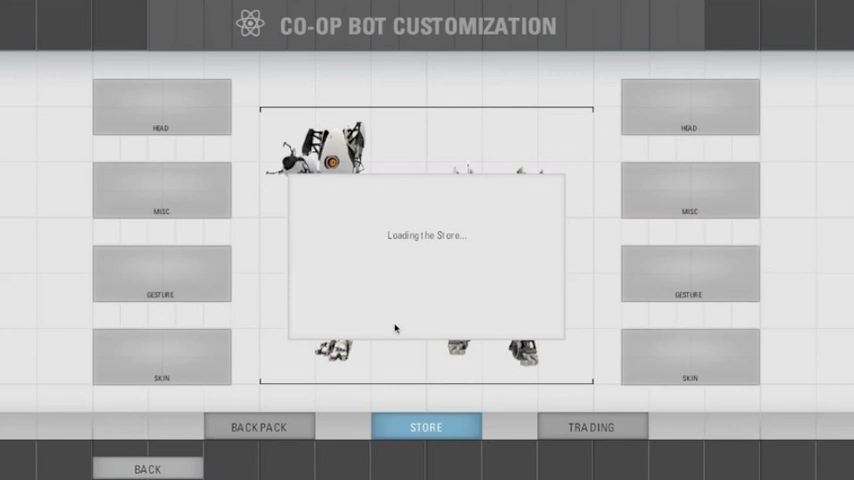 CO-OP BOT CUSTOMIZATION
HEAD
HEAD
MISC
MISC
Loading the Store...
GESTURE
GESTURE
SKIN
SKIN
BACKPACK
STORE
TRADING
BACK